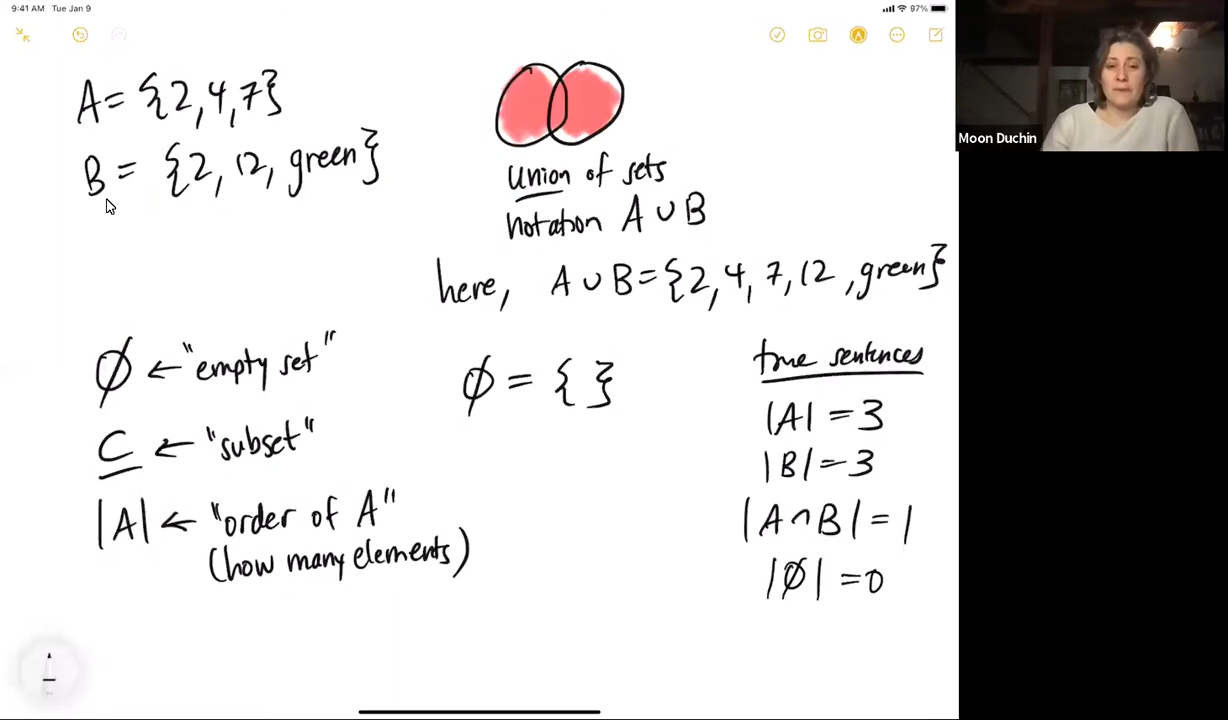 9:41 AM Tue Jan 9
97%
A = {2, 4, 7}
B = {2, 12, green}
union of sets
notation A ∪ B
here, A ∪ B = {2, 4, 7, 12, green}
∅ ← "empty set"
⊆ ← "subset"
|A| ← "order of A"
(how many elements)
∅ = { }
true sentences
|A| = 3
|B| = 3
|A ∩ B| = 1
|∅| = 0
Moon Duchin